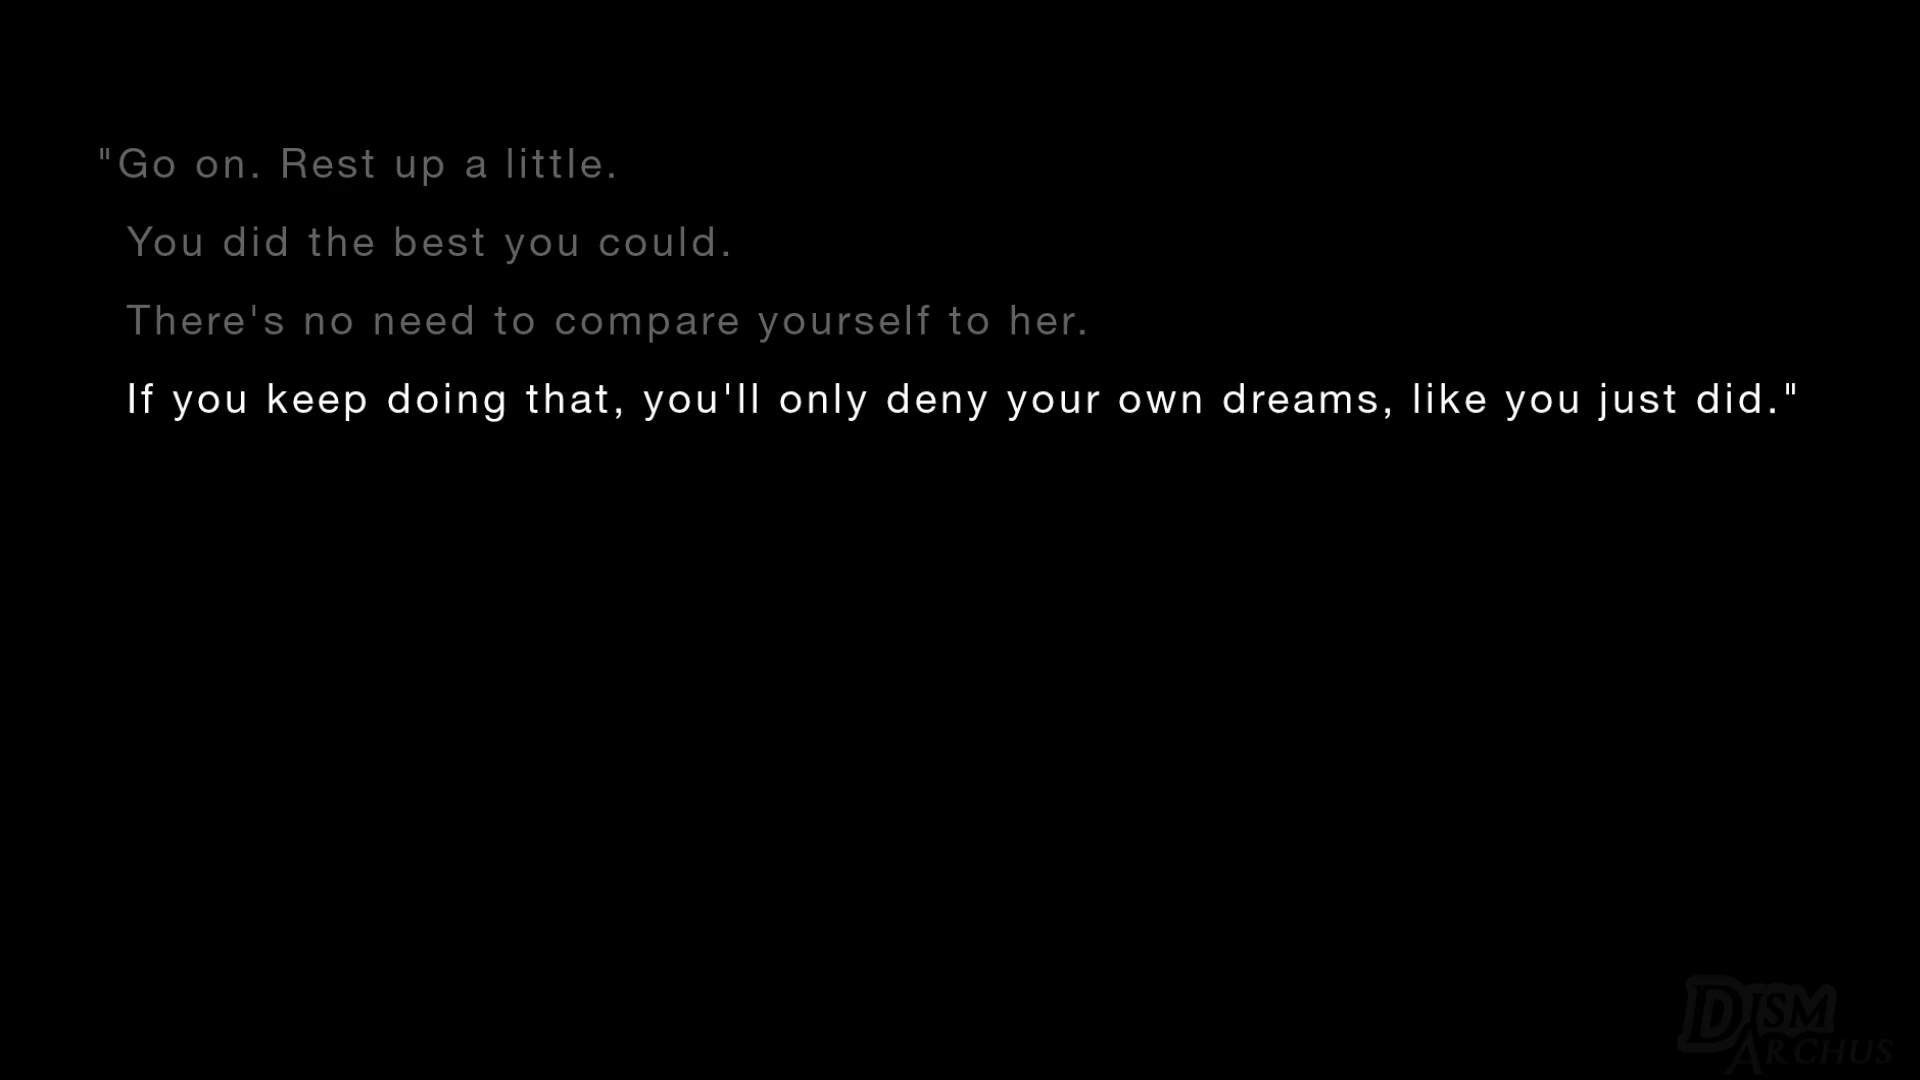 "Go on. Rest up a little.
You did the best you could.
There's no need to compare yourself to her.
If you keep doing that, you'll only deny your own dreams, like you just did."
DISM
ARCHUS